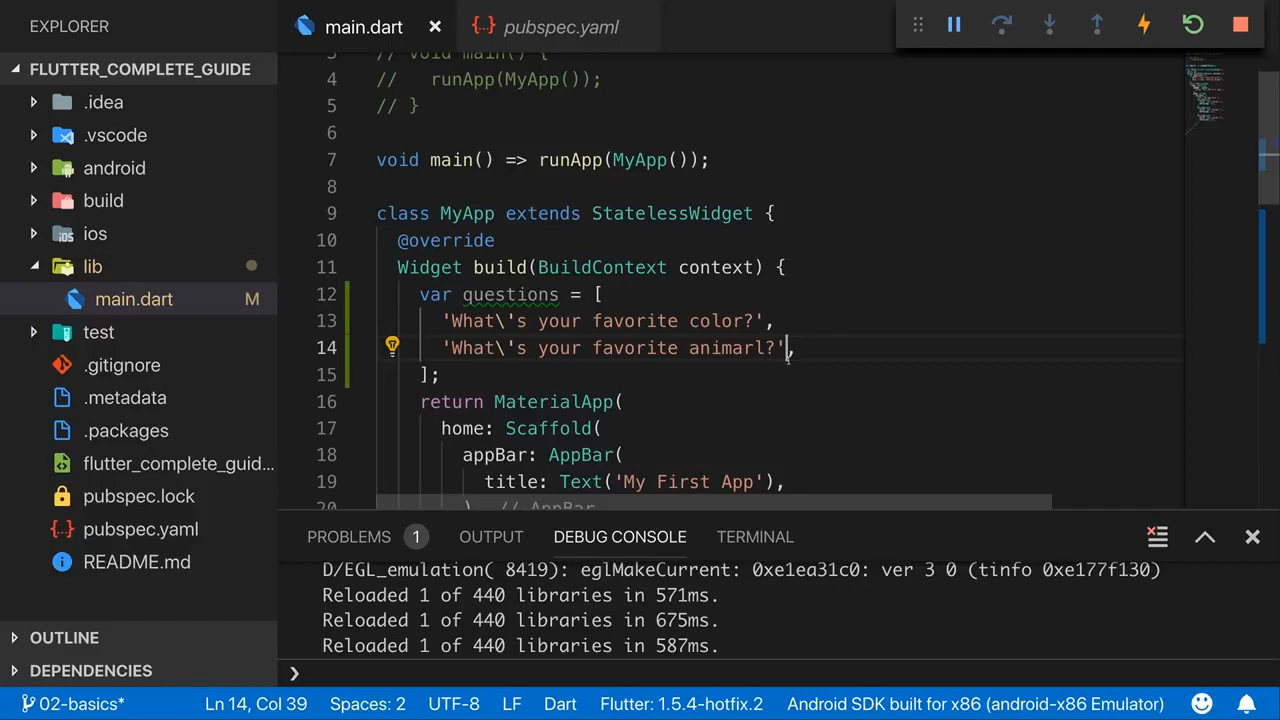 EXPLORER
FLUTTER_COMPLETE_GUIDE
.idea
.vscode
android
build
ios
lib
main.dart M
test
.gitignore
.metadata
.packages
flutter_complete_guid...
pubspec.lock
pubspec.yaml
README.md
OUTLINE
DEPENDENCIES
main.dart
pubspec.yaml
3 // void main() {
4 //   runApp(MyApp());
5 // }
6
7 void main() => runApp(MyApp());
8
9 class MyApp extends StatelessWidget {
10   @override
11   Widget build(BuildContext context) {
12     var questions = [
13       'What\'s your favorite color?',
14       'What\'s your favorite animarl?',
15     ];
16     return MaterialApp(
17       home: Scaffold(
18         appBar: AppBar(
19           title: Text('My First App'),
20         ), // AppBar
PROBLEMS 1 OUTPUT DEBUG CONSOLE TERMINAL
D/EGL_emulation( 8419): eglMakeCurrent: 0xe1ea31c0: ver 3 0 (tinfo 0xe177f130)
Reloaded 1 of 440 libraries in 571ms.
Reloaded 1 of 440 libraries in 675ms.
Reloaded 1 of 440 libraries in 587ms.
02-basics* Ln 14, Col 39 Spaces: 2 UTF-8 LF Dart Flutter: 1.5.4-hotfix.2 Android SDK built for x86 (android-x86 Emulator)